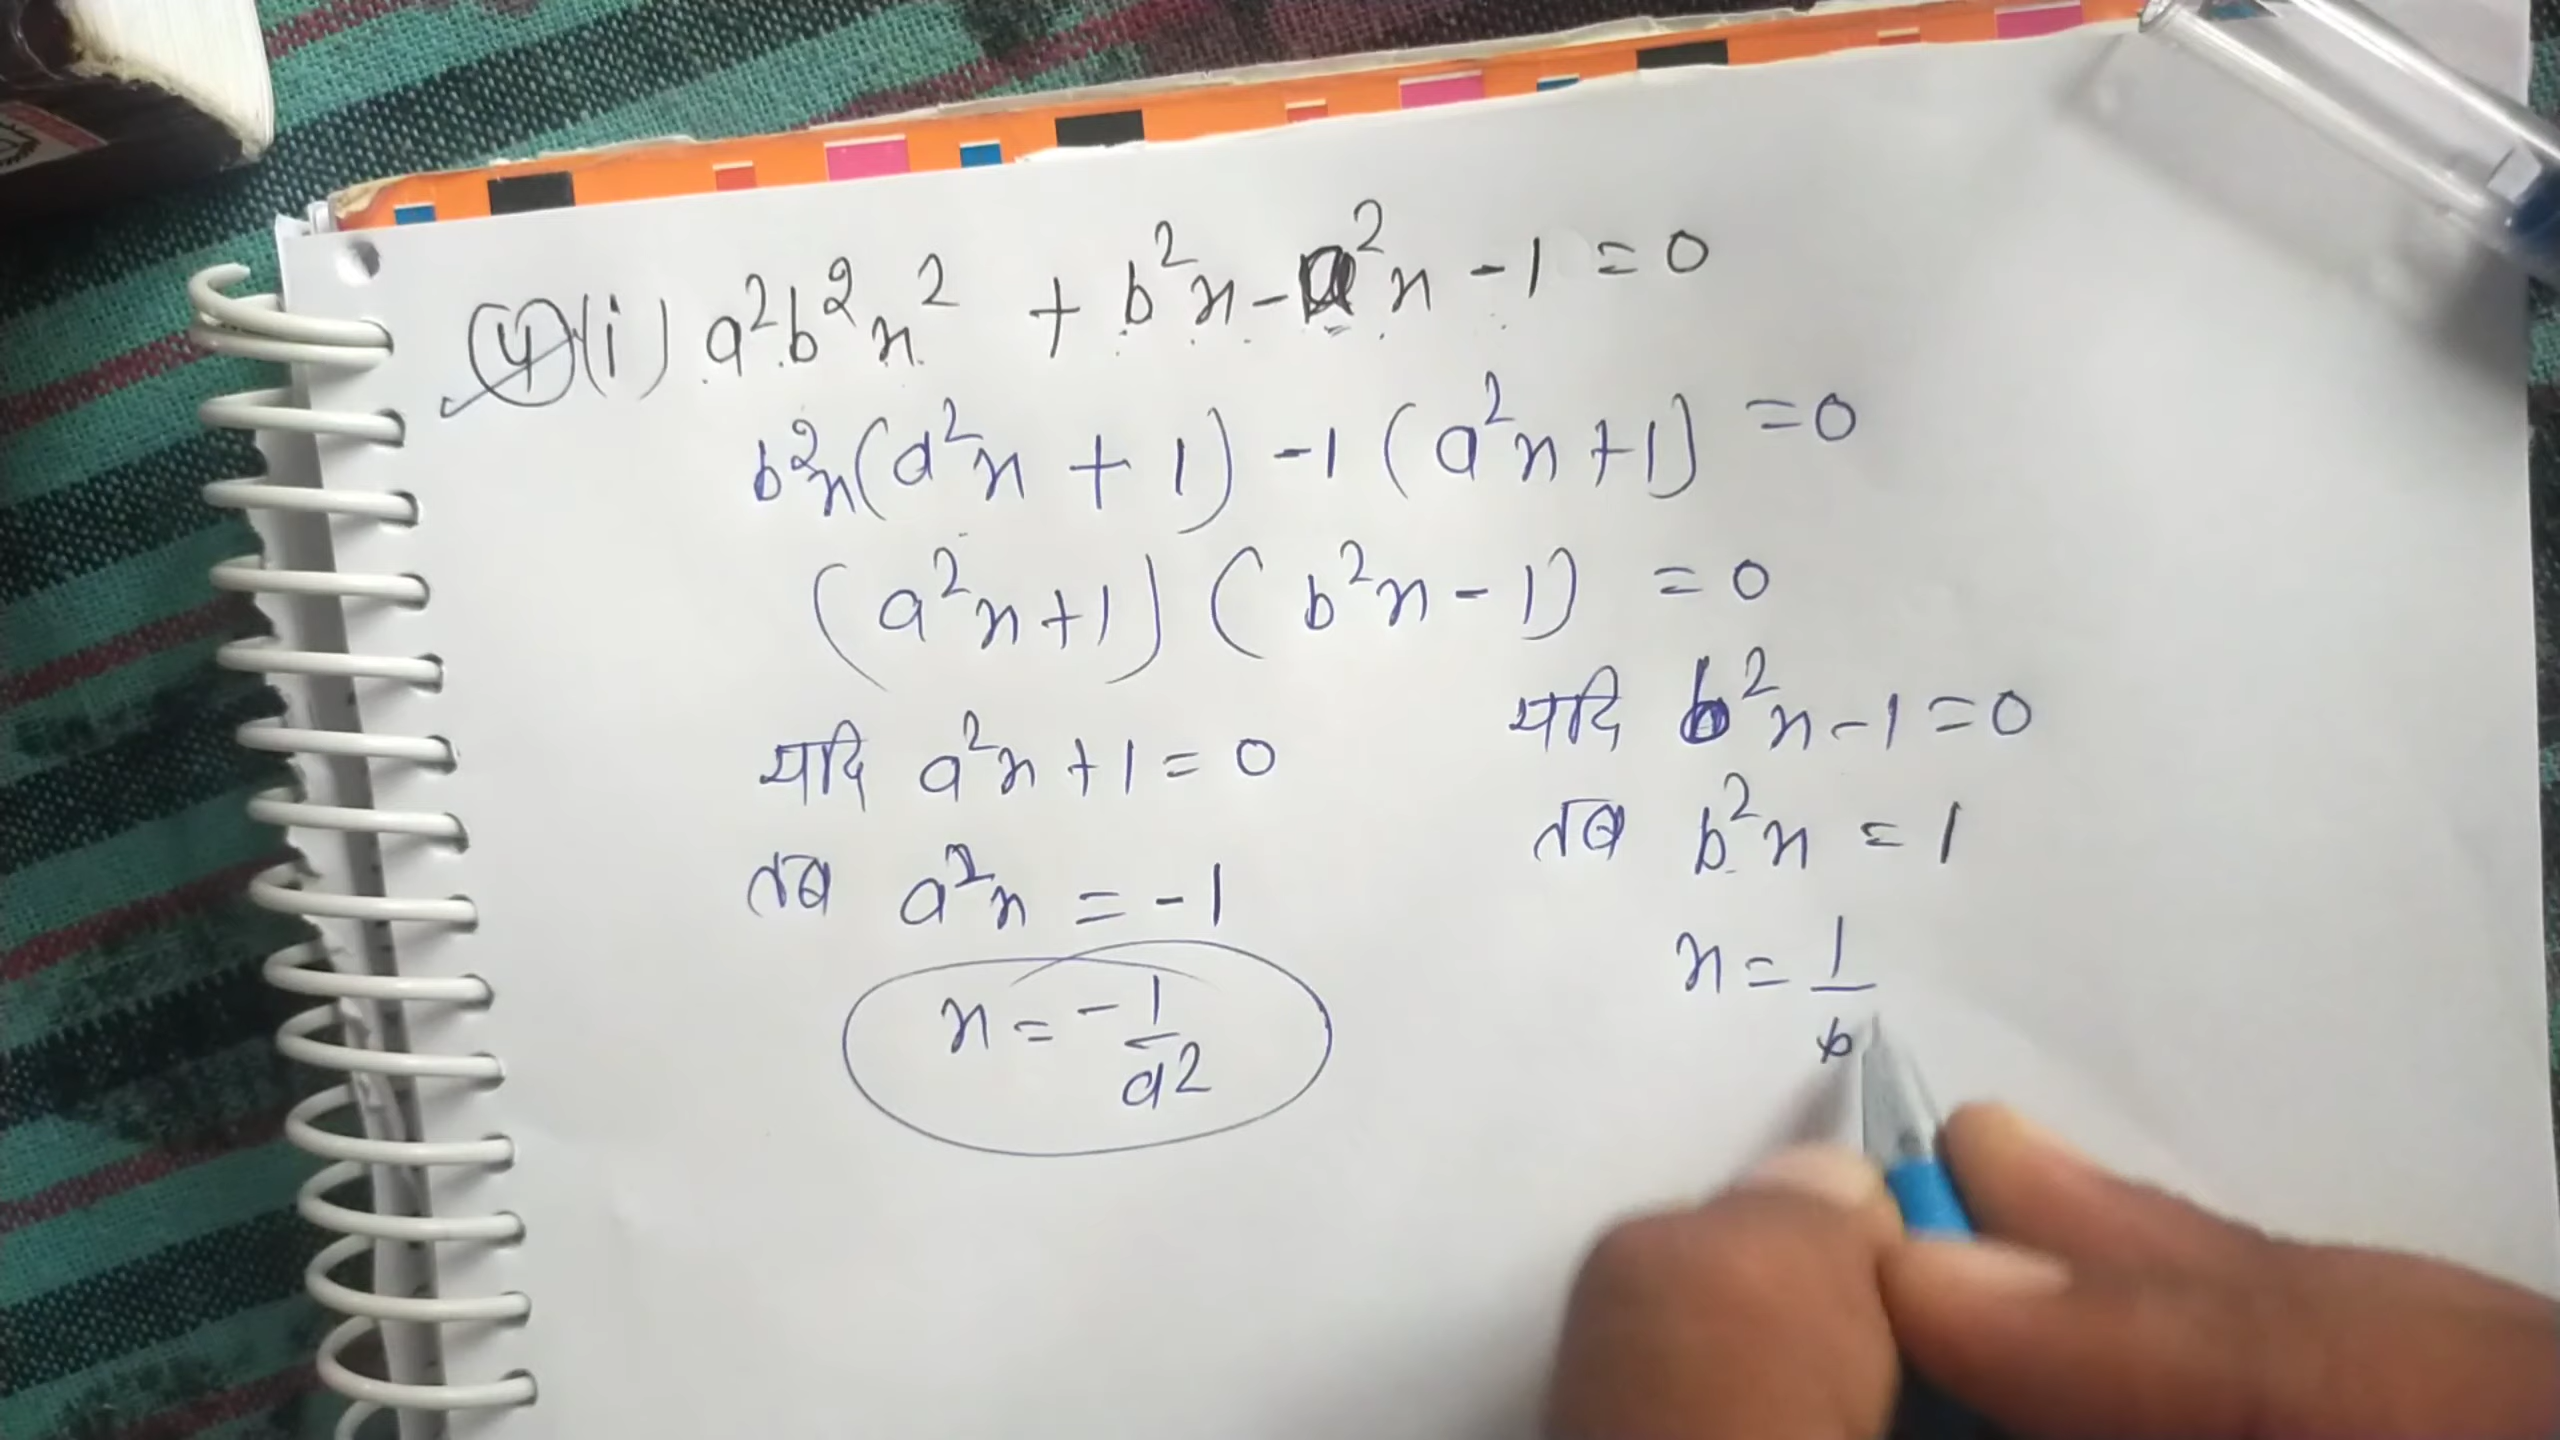 4 (i) a²b²x² + b²x - a²x - 1 = 0
b²x(a²x + 1) - 1 (a²x + 1) = 0
(a²x + 1) (b²x - 1) = 0
यदि a²x + 1 = 0
तब a²x = -1
x = -1/a²
यदि b²x - 1 = 0
तब b²x = 1
x = 1/b